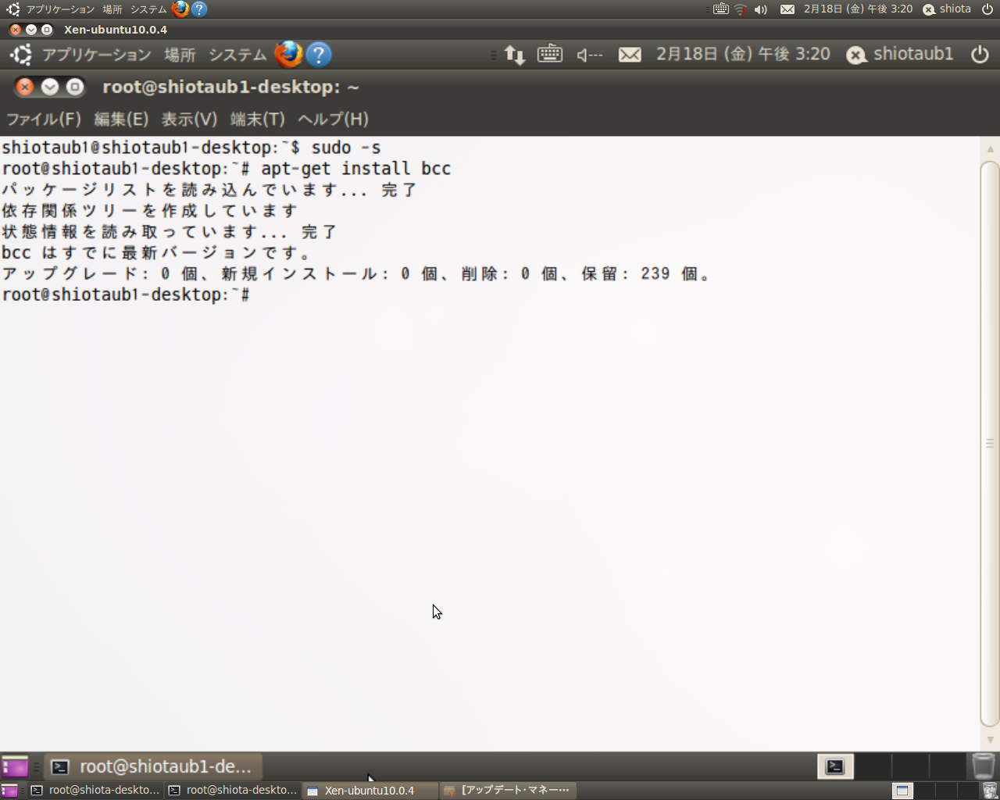 アプリケーション 場所 システム 2月18日 (金) 午後 3:20 shiota
Xen-ubuntu10.0.4
アプリケーション 場所 システム 2月18日 (金) 午後 3:20 shiotaub1
root@shiotaub1-desktop: ~
ファイル(F) 編集(E) 表示(V) 端末(T) ヘルプ(H)
shiotaub1@shiotaub1-desktop:~$ sudo -s
root@shiotaub1-desktop:~# apt-get install bcc
パッケージリストを読み込んでいます... 完了
依存関係ツリーを作成しています
状態情報を読み取っています... 完了
bcc はすでに最新バージョンです。
アップグレード: 0 個、新規インストール: 0 個、削除: 0 個、保留: 239 個。
root@shiotaub1-desktop:~#
root@shiotaub1-de...
root@shiota-deskto... root@shiota-deskto... Xen-ubuntu10.0.4 [アップデート・マネー...